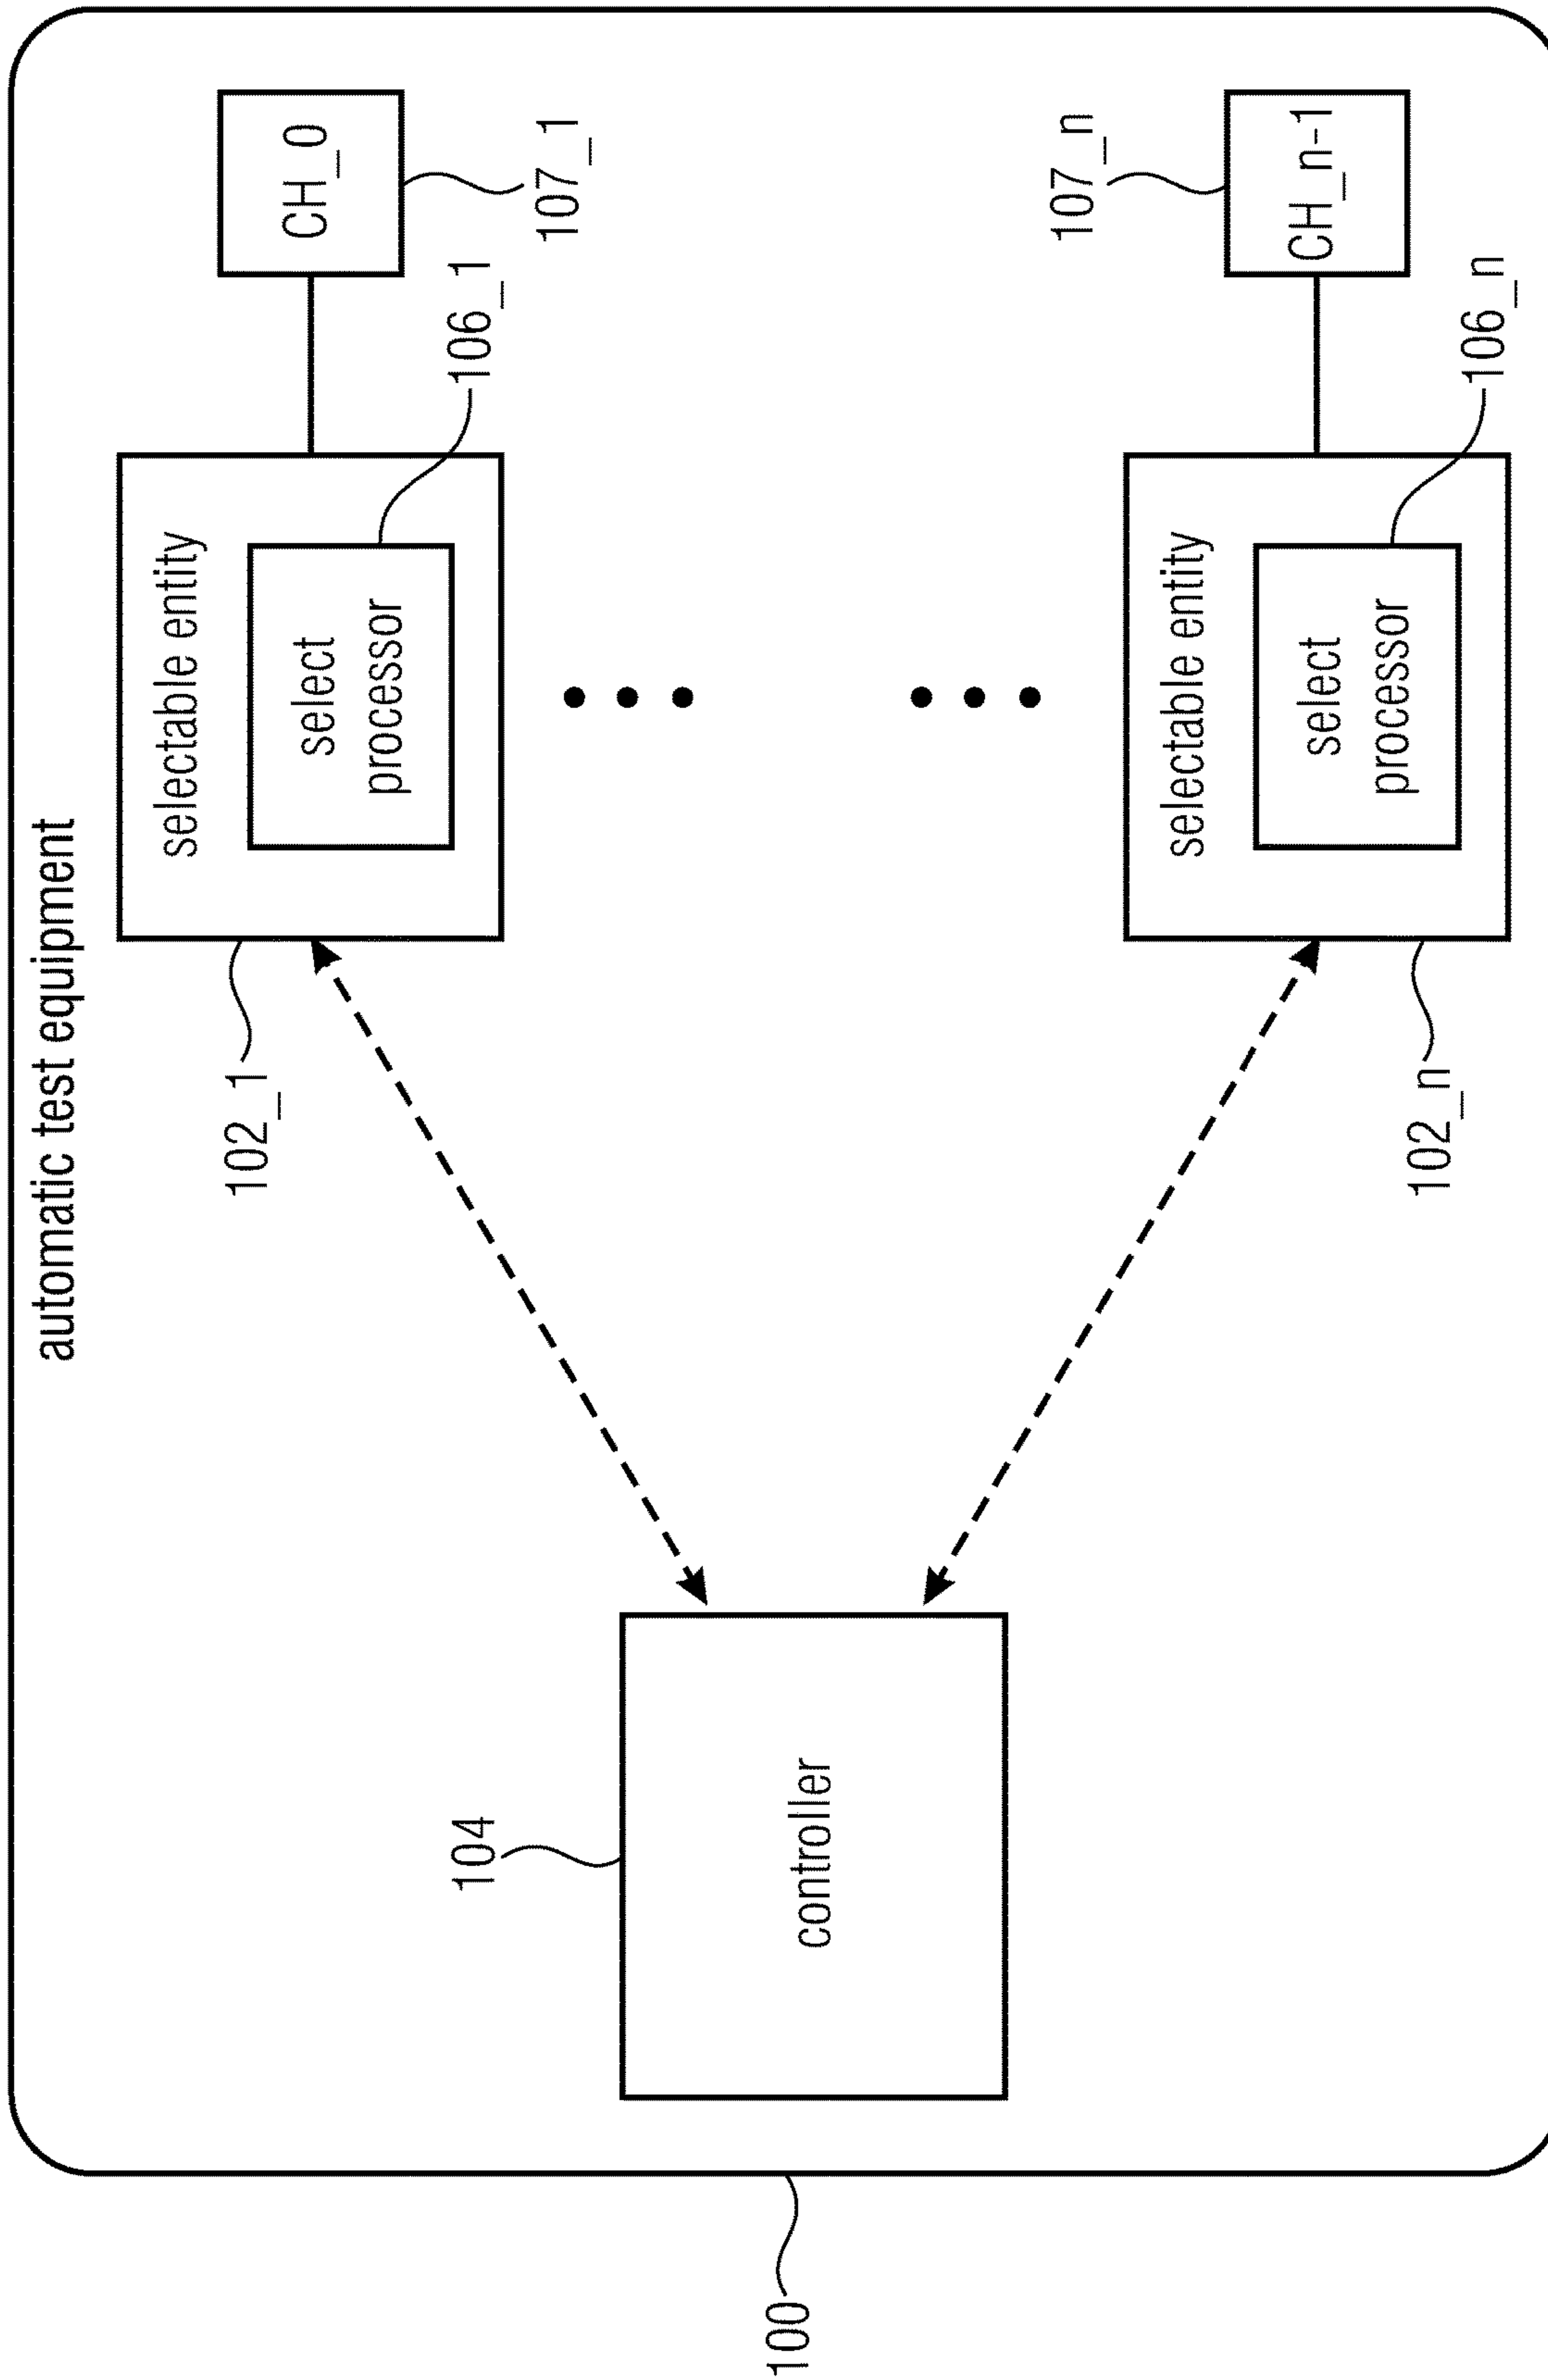 automatic test equipment
100
104
controller
102_1
selectable entity
select
processor
106_1
CH_0
107_1
102_n
selectable entity
select
processor
106_n
CH_n-1
107_n